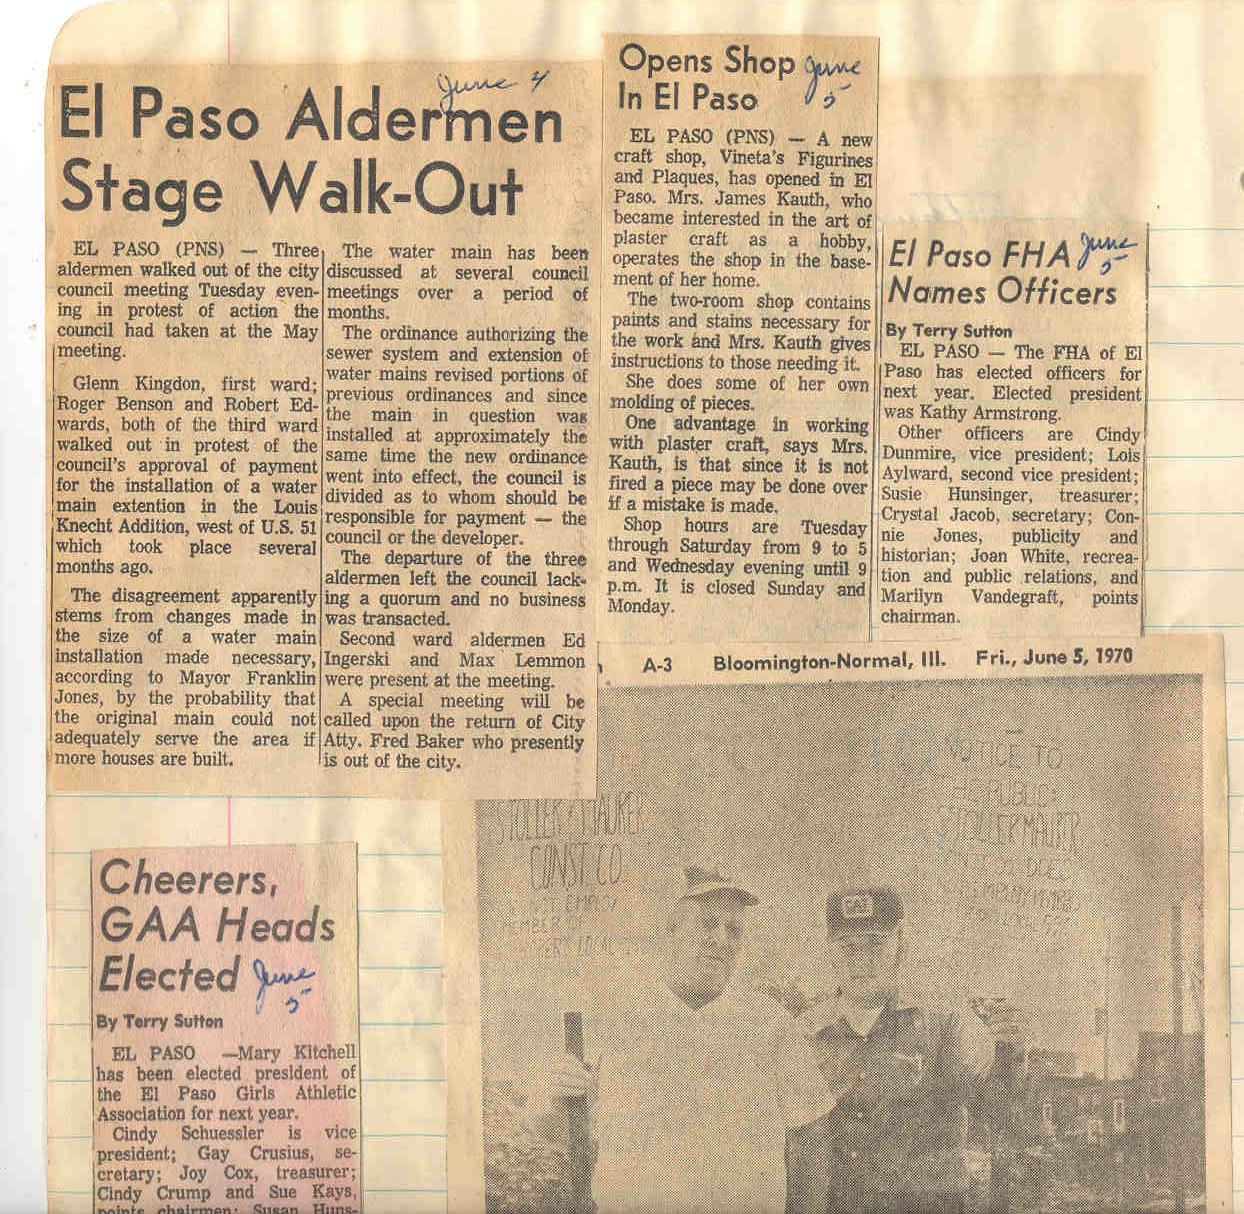 El Paso Aldermen
Stage Walk-Out
June 4
EL PASO (PNS) — Three
aldermen walked out of the city
council meeting Tuesday even-
ing in protest of action the
council had taken at the May
meeting.
Glenn Kingdon, first ward;
Roger Benson and Robert Ed-
wards, both of the third ward
walked out in protest of the
council's approval of payment
for the installation of a water
main extention in the Louis
Knecht Addition, west of U.S. 51
which took place several
months ago.
The disagreement apparently
stems from changes made in
the size of a water main
installation made necessary,
according to Mayor Franklin
Jones, by the probability that
the original main could not
adequately serve the area if
more houses are built.
The water main has been
discussed at several council
meetings over a period of
months.
The ordinance authorizing the
sewer system and extension of
water mains revised portions of
previous ordinances and since
the main in question was
installed at approximately the
same time the new ordinance
went into effect, the council is
divided as to whom should be
responsible for payment — the
council or the developer.
The departure of the three
aldermen left the council lack-
ing a quorum and no business
was transacted.
Second ward aldermen Ed
Ingerski and Max Lemmon
were present at the meeting.
A special meeting will be
called upon the return of City
Atty. Fred Baker who presently
is out of the city.
Opens Shop
In El Paso
June
5
EL PASO (PNS) — A new
craft shop, Vineta's Figurines
and Plaques, has opened in El
Paso. Mrs. James Kauth, who
became interested in the art of
plaster craft as a hobby,
operates the shop in the base-
ment of her home.
The two-room shop contains
paints and stains necessary for
the work and Mrs. Kauth gives
instructions to those needing it.
She does some of her own
molding of pieces.
One advantage in working
with plaster craft, says Mrs.
Kauth, is that since it is not
fired a piece may be done over
if a mistake is made.
Shop hours are Tuesday
through Saturday from 9 to 5
and Wednesday evening until 9
p.m. It is closed Sunday and
Monday.
El Paso FHA
Names Officers
June
5
By Terry Sutton
EL PASO — The FHA of El
Paso has elected officers for
next year. Elected president
was Kathy Armstrong.
Other officers are Cindy
Dunmire, vice president; Lois
Aylward, second vice president;
Susie Hunsinger, treasurer;
Crystal Jacob, secretary; Con-
nie Jones, publicity and
historian; Joan White, recrea-
tion and public relations, and
Marilyn Vandegraft, points
chairman.
A-3 Bloomington-Normal, Ill. Fri., June 5, 1970
STOLLER & MAURER
CONST. CO.
NOT EMPLOY
MEMBER OF
LOCAL
NOTICE TO
PUBLIC:
STOLLER MAURER
DOES
GAF
Cheerers,
GAA Heads
Elected
June
5
By Terry Sutton
EL PASO —Mary Kitchell
has been elected president of
the El Paso Girls Athletic
Association for next year.
Cindy Schuessler is vice
president; Gay Crusius, se-
cretary; Joy Cox, treasurer;
Cindy Crump and Sue Kays,
points chairmen; Susan Huns-